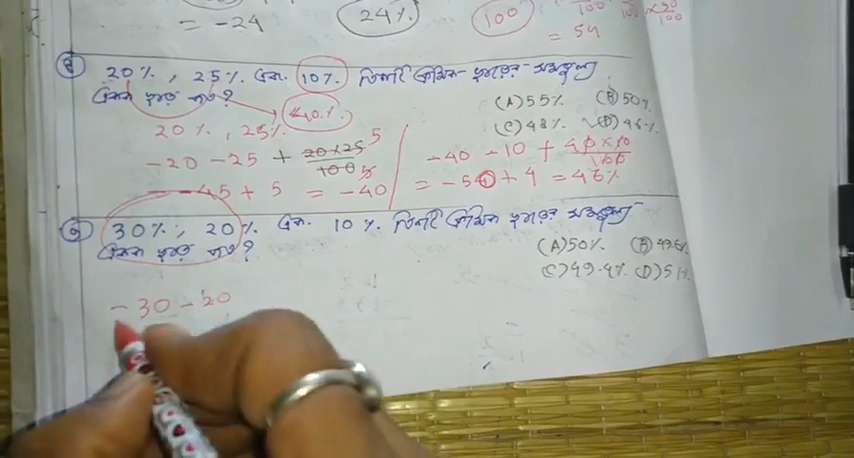 = -24
24%
100
= 54
20%, 25% এবং 10% তিনটি ক্রমিক ছাড়ের সমতুল্য
একক ছাড় কত?
40%
(A) 55% (B) 50%
(C) 48% (D) 46%
20%, 25%
-20 -25 + 20×25/100 5 5
-45 + 5 = -40
-40 -10 + 40×10/100
= -50 + 4 = 46%
30%, 20% এবং 10% তিনটি ক্রমিক ছাড়ের সমতুল্য
একক ছাড় কত?
(A) 50% (B) 49.6%
(C) 49.4% (D) 51%
-30 -20